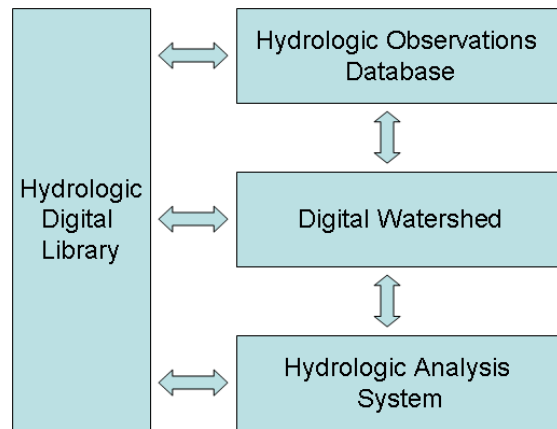 Hydrologic Observations
Database
Hydrologic
Digital
Library
Digital Watershed
Hydrologic Analysis
System